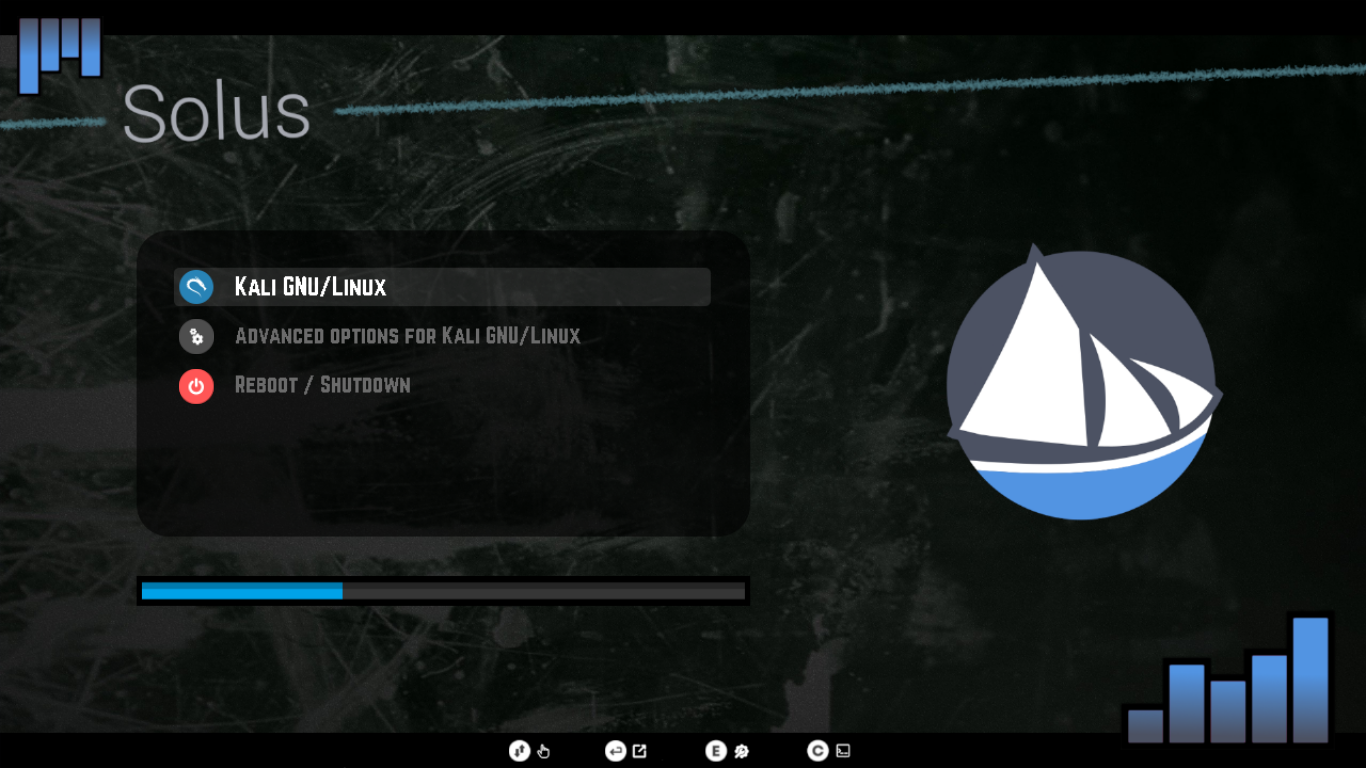 Solus
Kali GNU/Linux
Advanced options for Kali GNU/Linux
Reboot / Shutdown
E
C